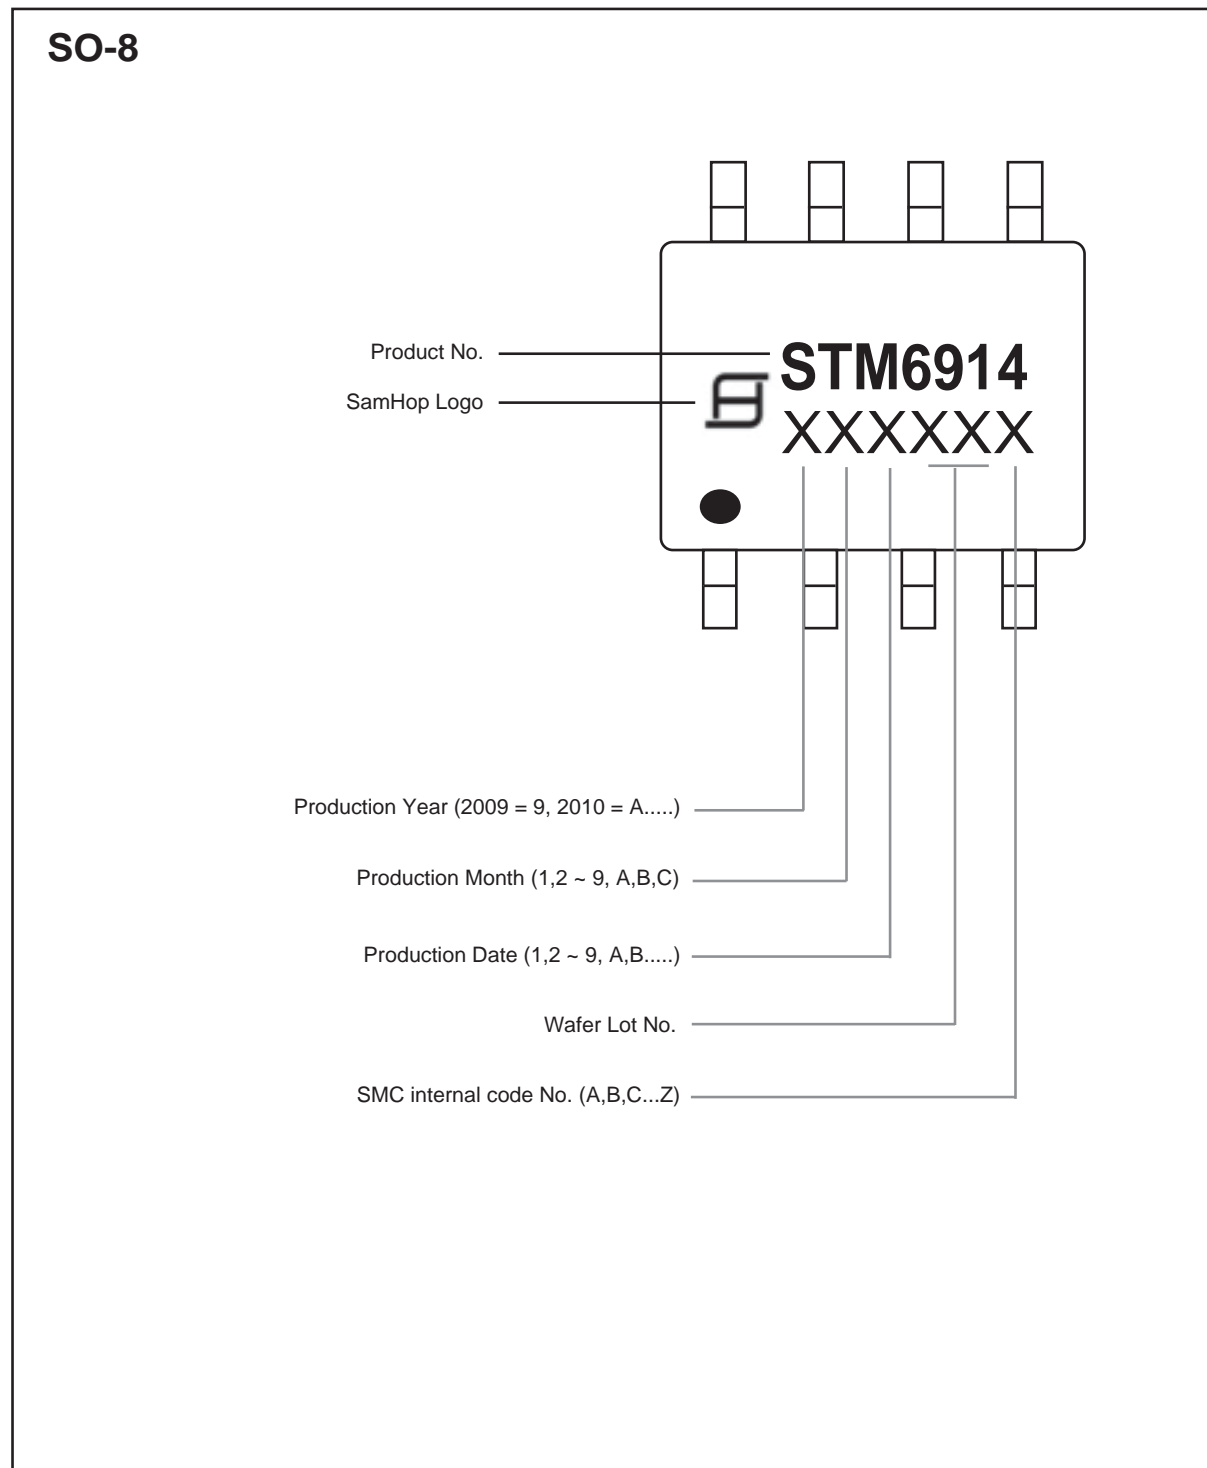 SO-8
Product No.
STM6914
SamHop Logo
XXXXXX
Production Year (2009 = 9, 2010 = A.....)
Production Month (1,2 ~ 9, A,B,C)
Production Date (1,2 ~ 9, A,B.....)
Wafer Lot No.
SMC internal code No. (A,B,C...Z)